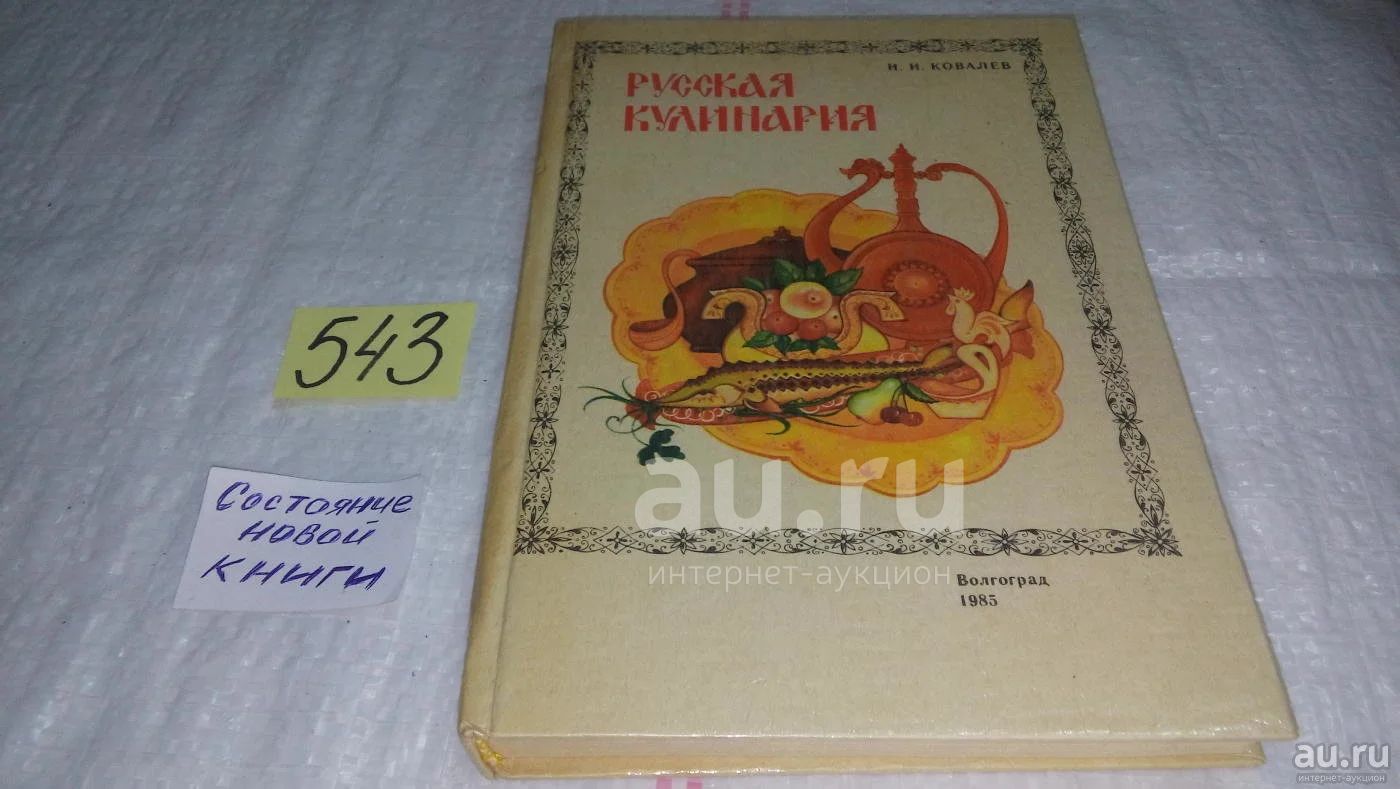 Н. И. КОВАЛЕВ
РУССКАЯ
КУЛИНАРИЯ
543
Состояние
новой
книги
au.ru
интернет-аукцион
Волгоград
1985
au.ru
интернет-аукцион